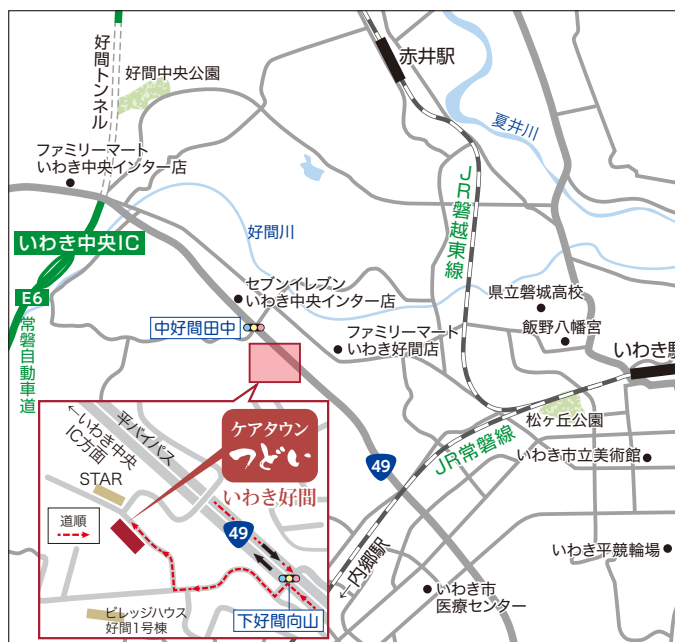 好間トンネル
好間中央公園
赤井駅
夏井川
ファミリーマート
いわき中央インター店
JR磐越東線
好間川
いわき中央IC
E6
常磐自動車道
セブンイレブン
いわき中央インター店
県立磐城高校
飯野八幡宮
中好間田中
ファミリーマート
いわき好間店
いわき駅
松ヶ丘公園
JR常磐線
いわき市立美術館
49
いわき平競輪場
←内郷駅
いわき市
医療センター
←いわき中央
IC方面
平バイパス
ケアタウン
つどい
いわき好間
STAR
道順
49
ビレッジハウス
好間1号棟
下好間向山